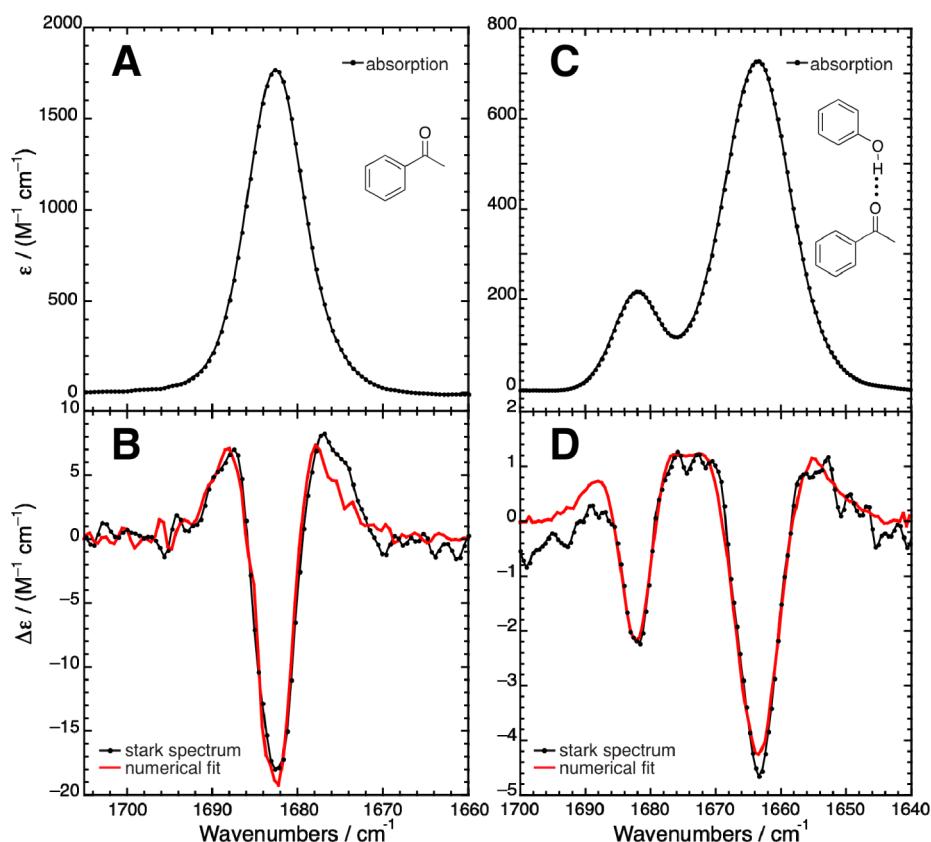 A
absorption
ε / (M⁻¹ cm⁻¹)
2000
1500
1000
500
0
O
C
absorption
800
600
400
200
0
O
H
O
B
Δε / (M⁻¹ cm⁻¹)
10
5
0
−5
−10
−15
−20
stark spectrum
numerical fit
1700
1690
1680
1670
1660
Wavenumbers / cm⁻¹
D
2
1
0
−1
−2
−3
−4
−5
stark spectrum
numerical fit
1700
1690
1680
1670
1660
1650
1640
Wavenumbers / cm⁻¹